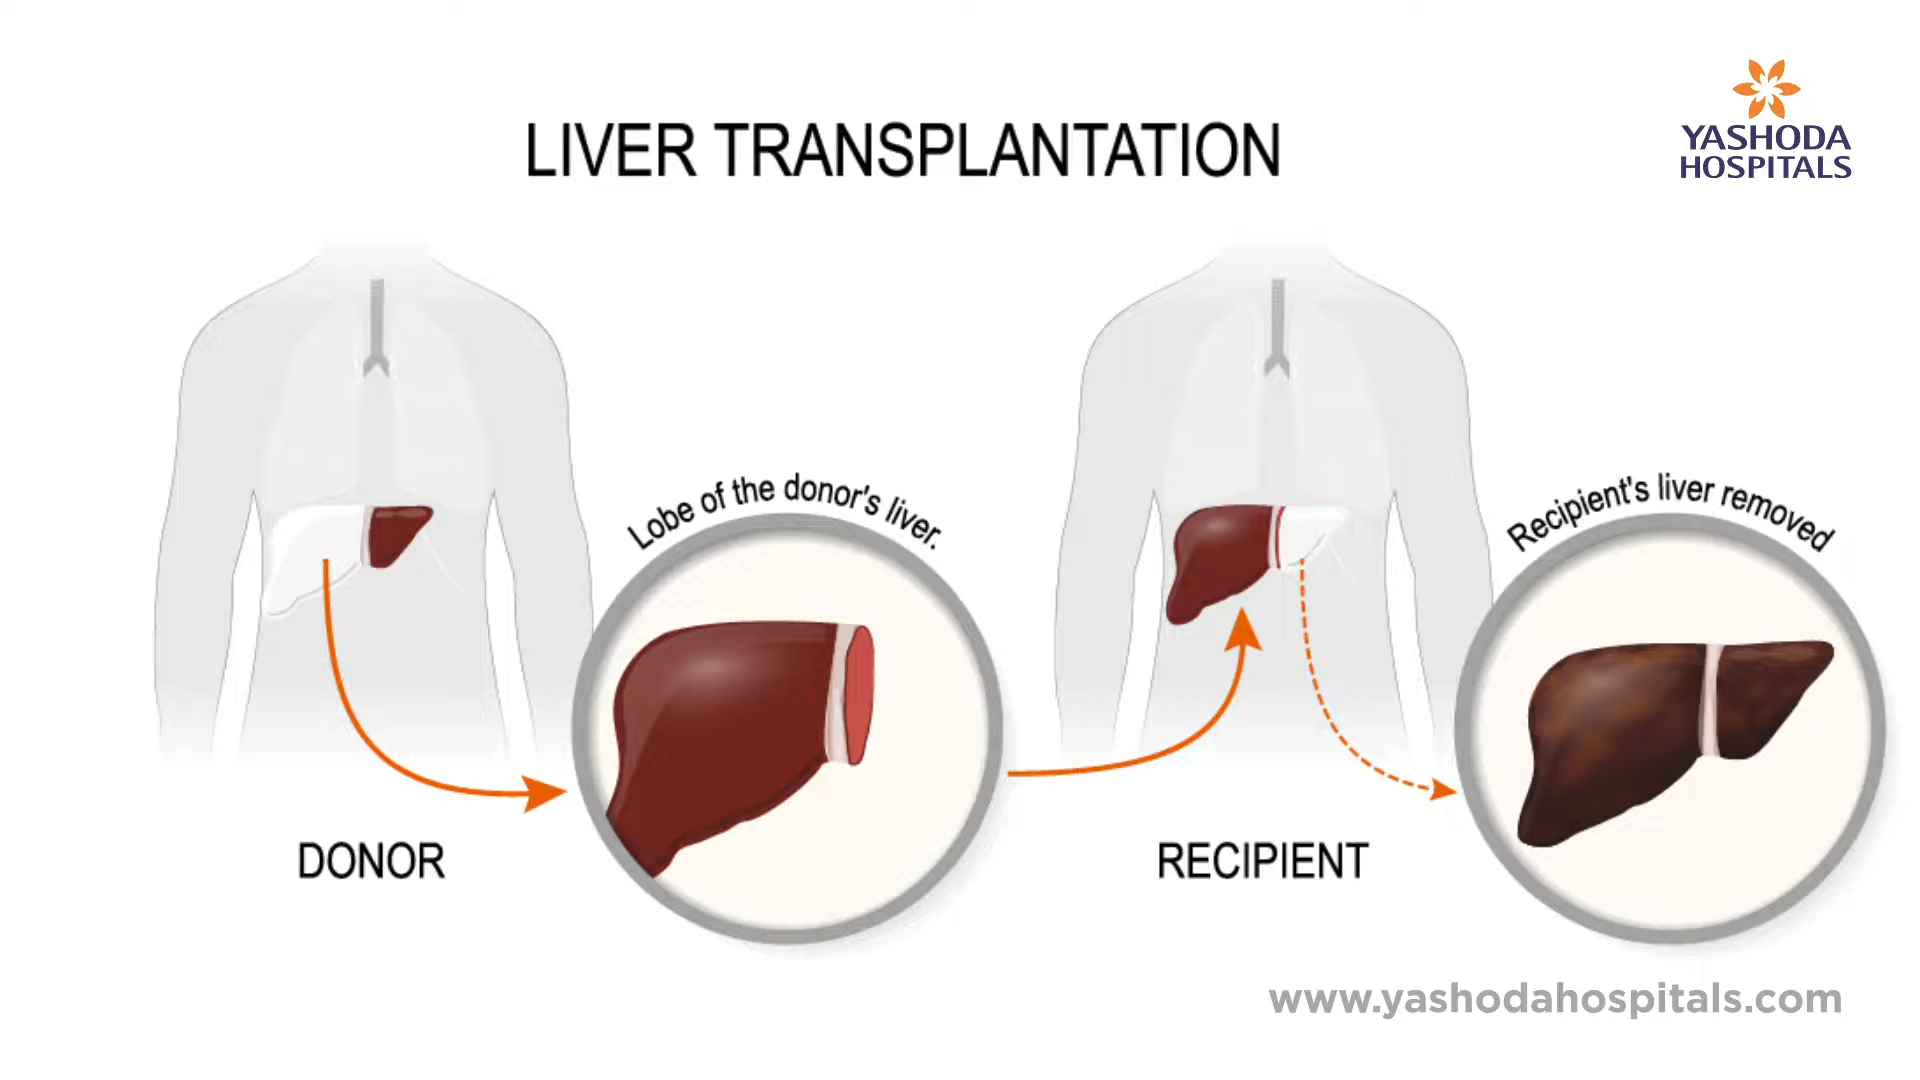 LIVER TRANSPLANTATION
YASHODA
HOSPITALS
Lobe of the donor's liver.
Recipient's liver removed
DONOR
RECIPIENT
www.yashodahospitals.com